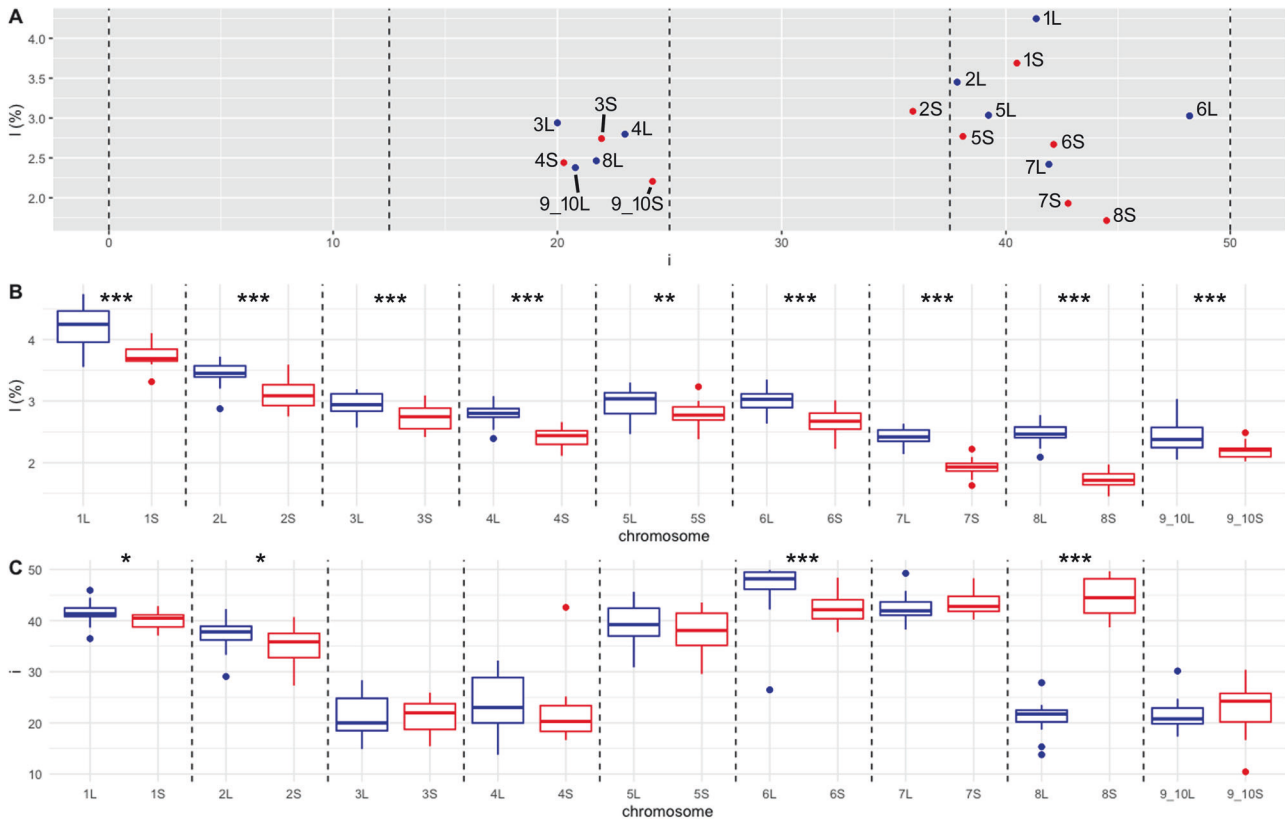 A
l (%)
4.0
3.5
3.0
2.5
2.0
1L
1S
2L
2S
5L
6L
3S
3L
4L
5S
6S
4S
8L
7L
9_10L
9_10S
7S
8S
0
10
20
30
40
50
i
B
*** *** *** *** ** *** *** *** ***
l (%)
4
3
2
1L 1S 2L 2S 3L 3S 4L 4S 5L 5S 6L 6S 7L 7S 8L 8S 9_10L 9_10S
chromosome
C
* * *** ***
i
50
40
30
20
10
1L 1S 2L 2S 3L 3S 4L 4S 5L 5S 6L 6S 7L 7S 8L 8S 9_10L 9_10S
chromosome